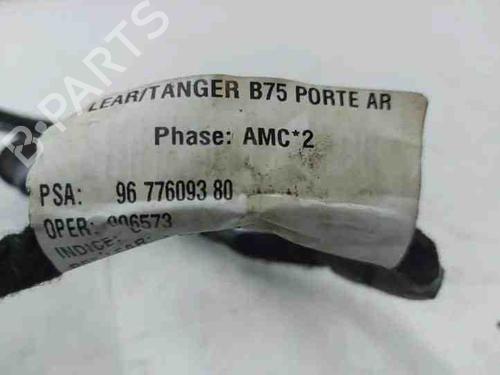 LEAR/TANGER B75 PORTE AR
Phase: AMC*2
PSA: 96 776093 80
OPER: 006573
INDICE:
B-PARTS